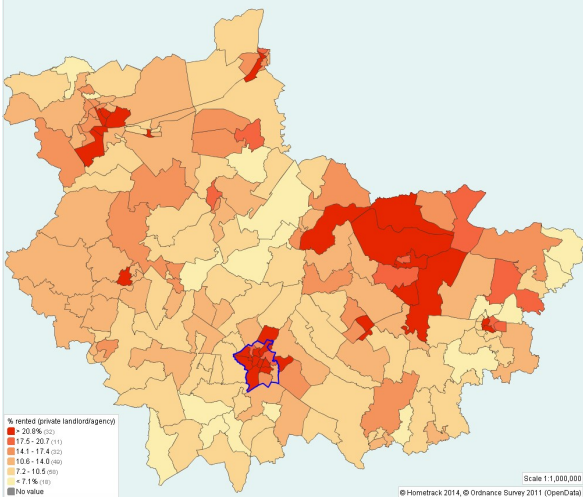 % rented (private landlord/agency)
> 20.8% (32)
17.5 - 20.7 (11)
14.1 - 17.4 (22)
10.6 - 14.0 (49)
7.2 - 10.5 (56)
< 7.1% (18)
No value
Scale 1:1,000,000
© Hometrack 2014, © Ordnance Survey 2011 (OpenData)